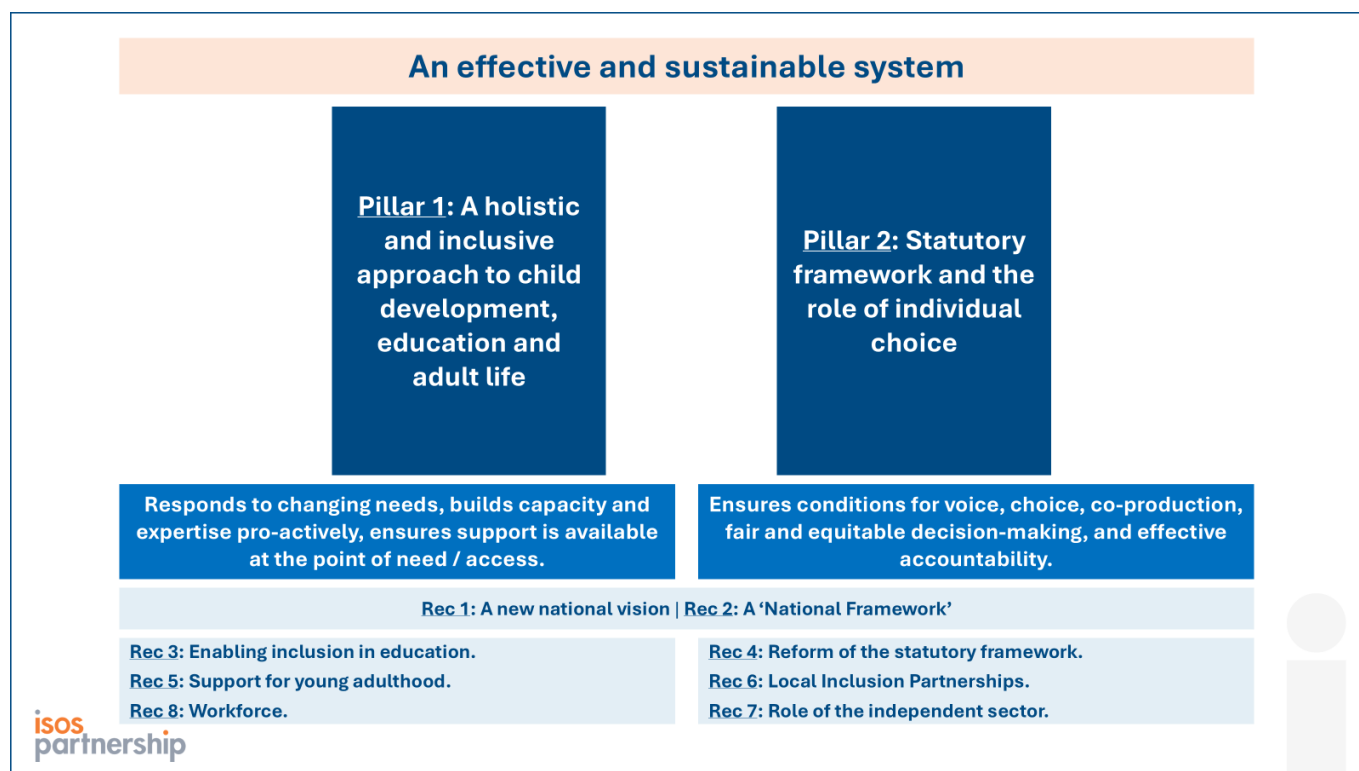 An effective and sustainable system
Pillar 1: A holistic
and inclusive
approach to child
development,
education and
adult life
Pillar 2: Statutory
framework and the
role of individual
choice
Responds to changing needs, builds capacity and
expertise pro-actively, ensures support is available
at the point of need / access.
Ensures conditions for voice, choice, co-production,
fair and equitable decision-making, and effective
accountability.
Rec 1: A new national vision | Rec 2: A ‘National Framework’
Rec 3: Enabling inclusion in education.
Rec 5: Support for young adulthood.
Rec 8: Workforce.
Rec 4: Reform of the statutory framework.
Rec 6: Local Inclusion Partnerships.
Rec 7: Role of the independent sector.
isos
partnership